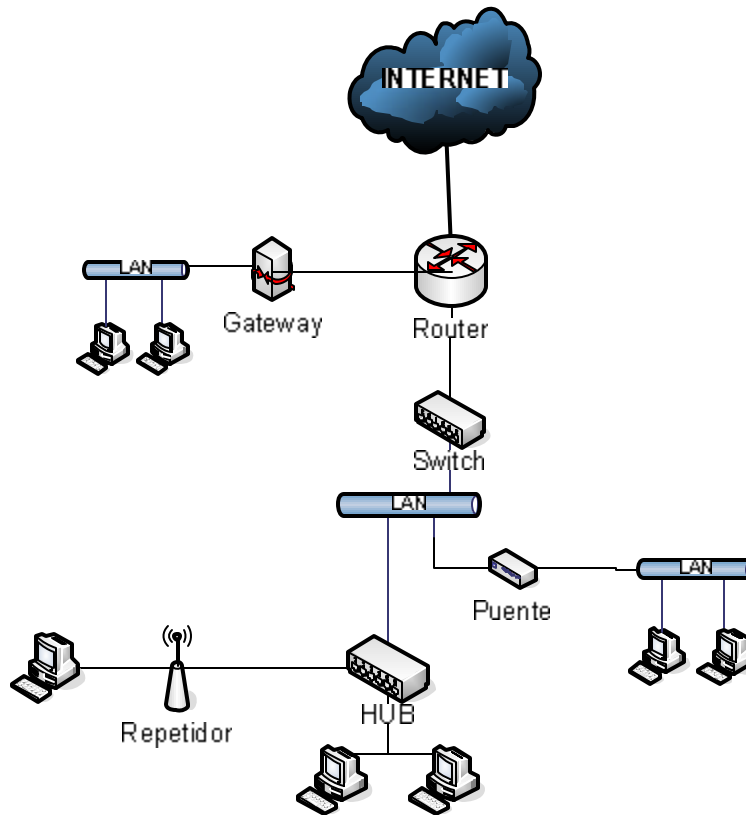 INTERNET
LAN
Gateway
Router
Switch
LAN
LAN
Puente
Repetidor
HUB